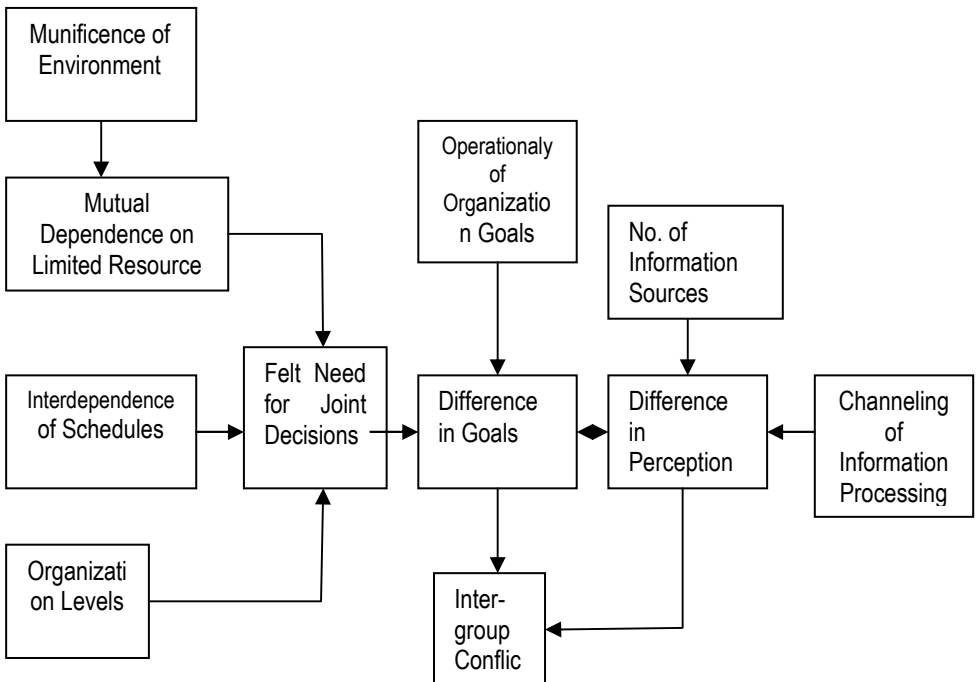 Munificence of
Environment
Mutual
Dependence on
Limited Resource
Operationaly
of
Organizatio
n Goals
No. of
Information
Sources
Interdependence
of Schedules
Felt Need
for Joint
Decisions
Difference
in Goals
Difference
in
Perception
Channeling
of
Information
Processing
Organizati
on Levels
Inter-
group
Conflic